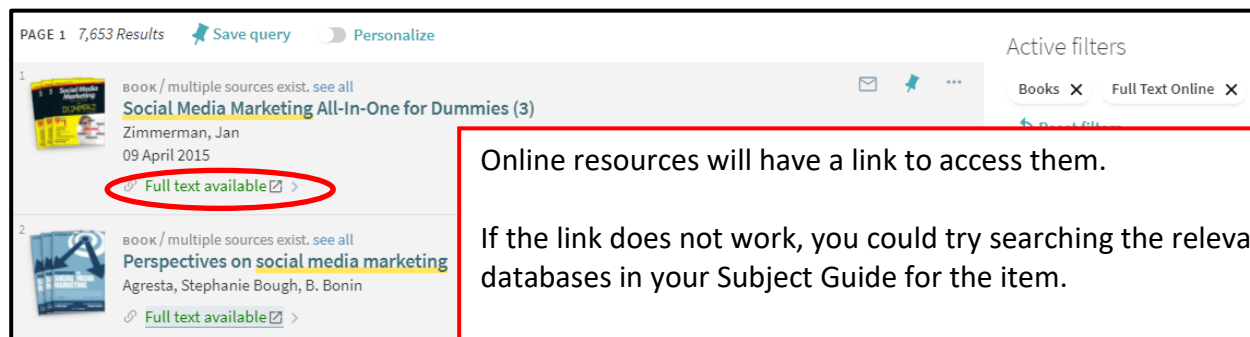 PAGE 1 7,653 Results Save query Personalize
Active filters
Books X Full Text Online X
Reset filters
1
BOOK / multiple sources exist. see all
Social Media Marketing All-In-One for Dummies (3)
Zimmerman, Jan
09 April 2015
Full text available
Online resources will have a link to access them.
If the link does not work, you could try searching the releva
databases in your Subject Guide for the item.
2
BOOK / multiple sources exist. see all
Perspectives on social media marketing
Agresta, Stephanie Bough, B. Bonin
Full text available